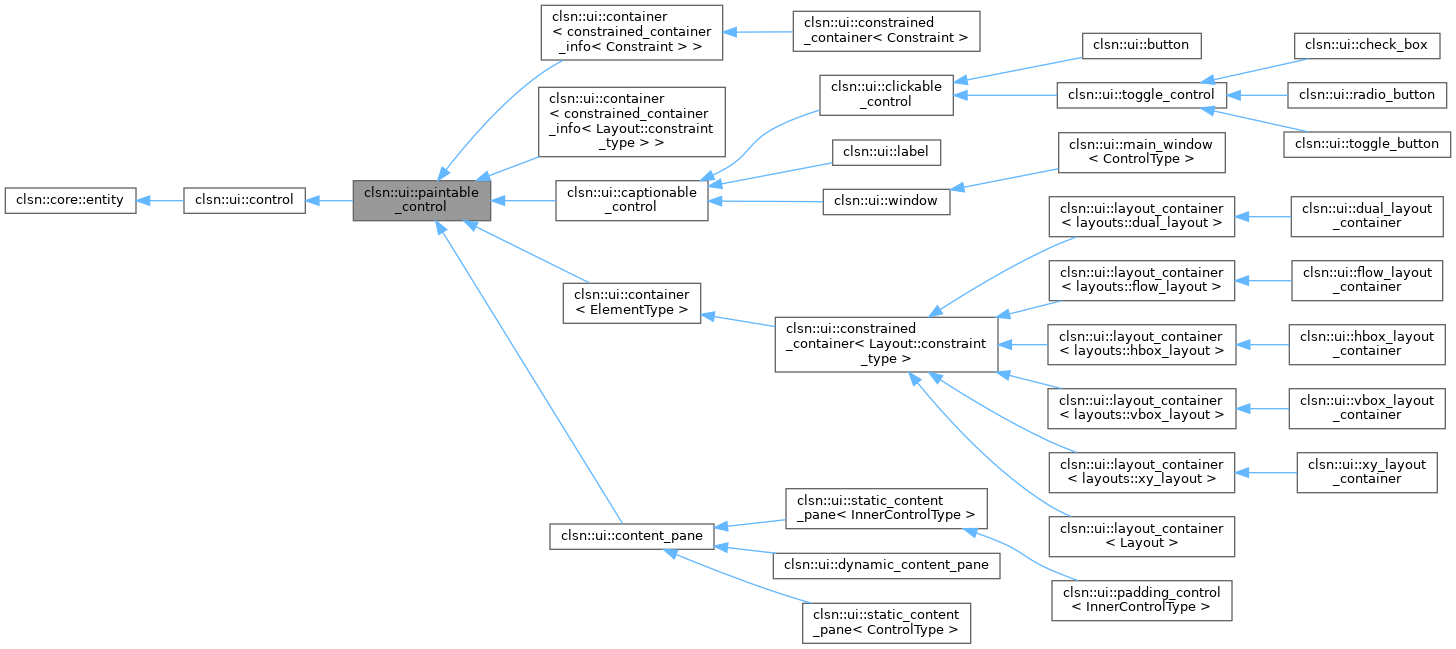 clsn::core::entity
clsn::ui::control
clsn::ui::paintable
_control
clsn::ui::container
< constrained_container
_info< Constraint > >
clsn::ui::constrained
_container< Constraint >
clsn::ui::container
< constrained_container
_info< Layout::constraint
_type > >
clsn::ui::captionable
_control
clsn::ui::clickable
_control
clsn::ui::button
clsn::ui::toggle_control
clsn::ui::check_box
clsn::ui::radio_button
clsn::ui::toggle_button
clsn::ui::label
clsn::ui::window
clsn::ui::main_window
< ControlType >
clsn::ui::container
< ElementType >
clsn::ui::constrained
_container< Layout::constraint
_type >
clsn::ui::layout_container
< layouts::dual_layout >
clsn::ui::dual_layout
_container
clsn::ui::layout_container
< layouts::flow_layout >
clsn::ui::flow_layout
_container
clsn::ui::layout_container
< layouts::hbox_layout >
clsn::ui::hbox_layout
_container
clsn::ui::layout_container
< layouts::vbox_layout >
clsn::ui::vbox_layout
_container
clsn::ui::layout_container
< layouts::xy_layout >
clsn::ui::xy_layout
_container
clsn::ui::layout_container
< Layout >
clsn::ui::content_pane
clsn::ui::static_content
_pane< InnerControlType >
clsn::ui::padding_control
< InnerControlType >
clsn::ui::dynamic_content_pane
clsn::ui::static_content
_pane< ControlType >